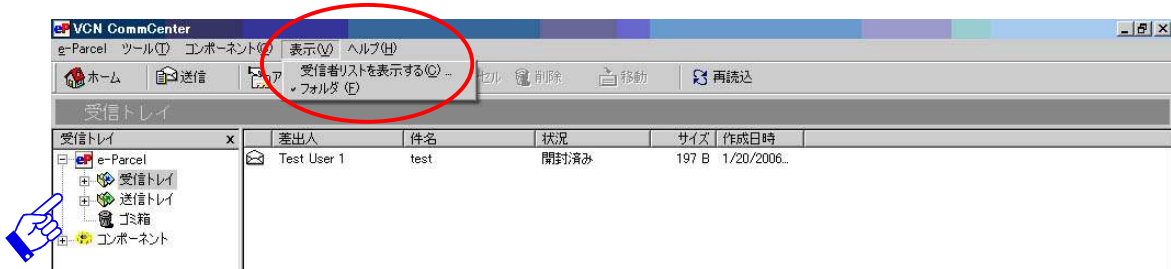 eP VCN CommCenter
e-Parcel ツール(T) コンポーネント(C) 表示(V) ヘルプ(H)
受信者リストを表示する(C) ...
フォルダ (F)
ホーム 送信 ア セル 削除 移動 再読込
受信トレイ
受信トレイ x 差出人 件名 状況 サイズ 作成日時
eP e-Parcel Test User 1 test 開封済み 197 B 1/20/2006...
受信トレイ
送信トレイ
ゴミ箱
コンポーネント